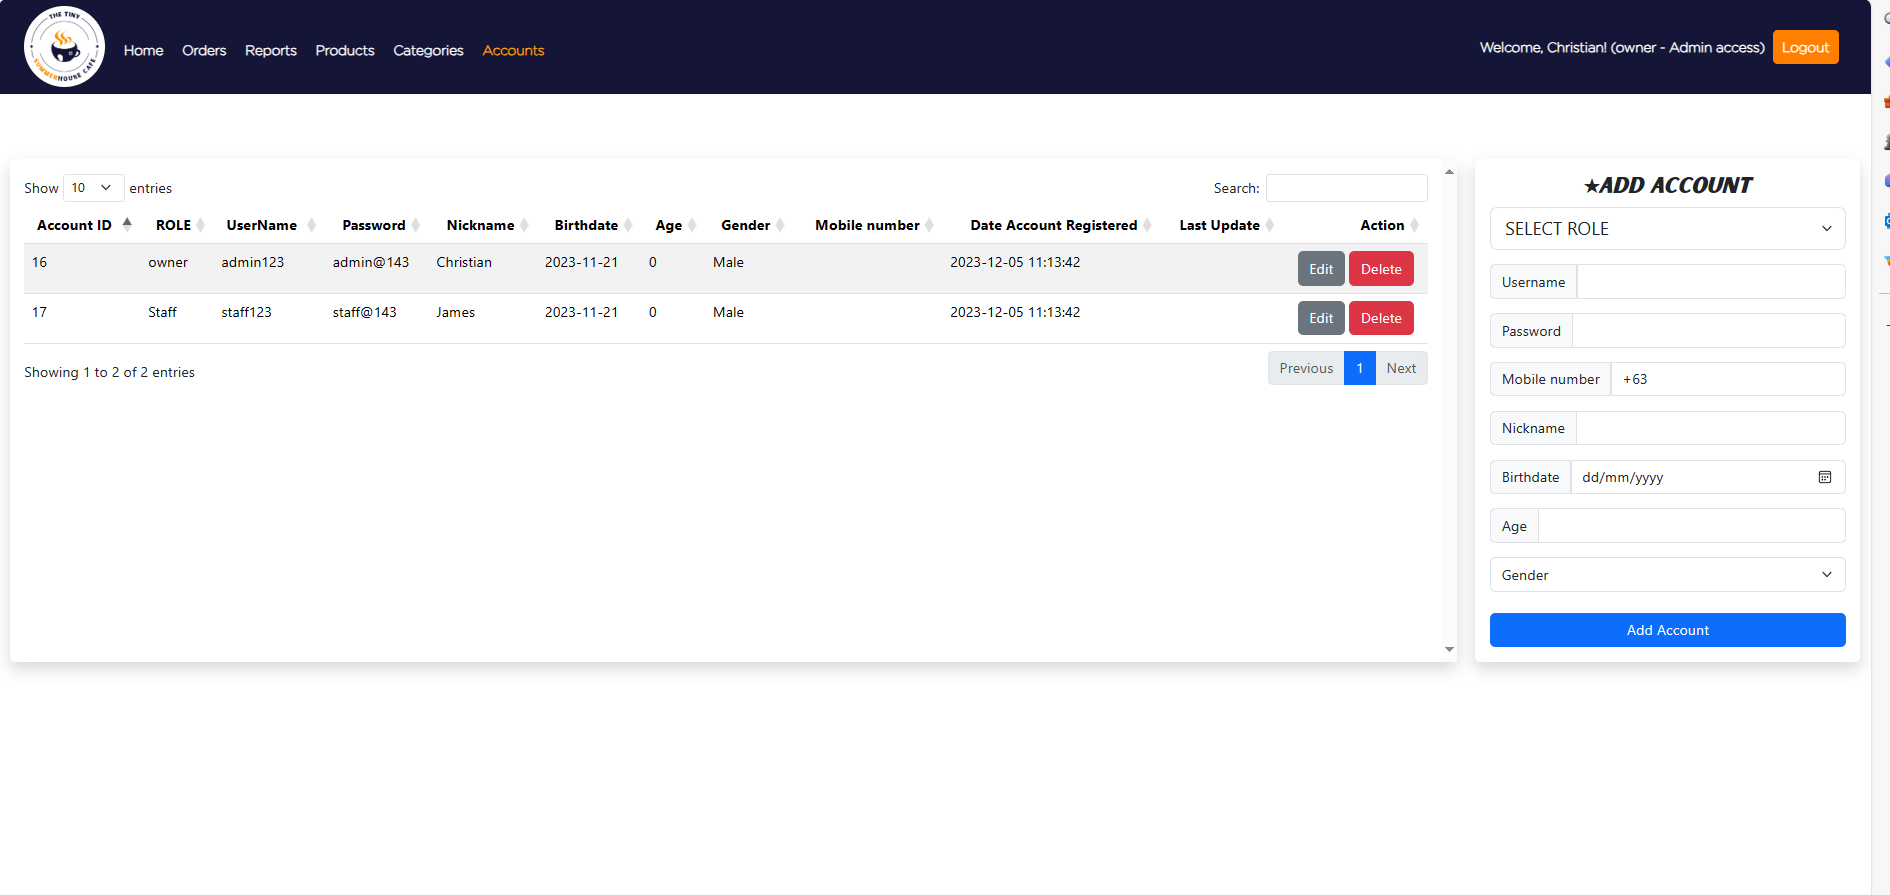 THE TINY
SUMMERHOUSE CAFE
Home Orders Reports Products Categories Accounts
Welcome, Christian! (owner - Admin access) Logout
Show 10 entries
Search:
Account ID ROLE UserName Password Nickname Birthdate Age Gender Mobile number Date Account Registered Last Update Action
16 owner admin123 admin@143 Christian 2023-11-21 0 Male 2023-12-05 11:13:42 Edit Delete
17 Staff staff123 staff@143 James 2023-11-21 0 Male 2023-12-05 11:13:42 Edit Delete
Showing 1 to 2 of 2 entries
Previous 1 Next
★ADD ACCOUNT
SELECT ROLE
Username
Password
Mobile number +63
Nickname
Birthdate dd/mm/yyyy
Age
Gender
Add Account